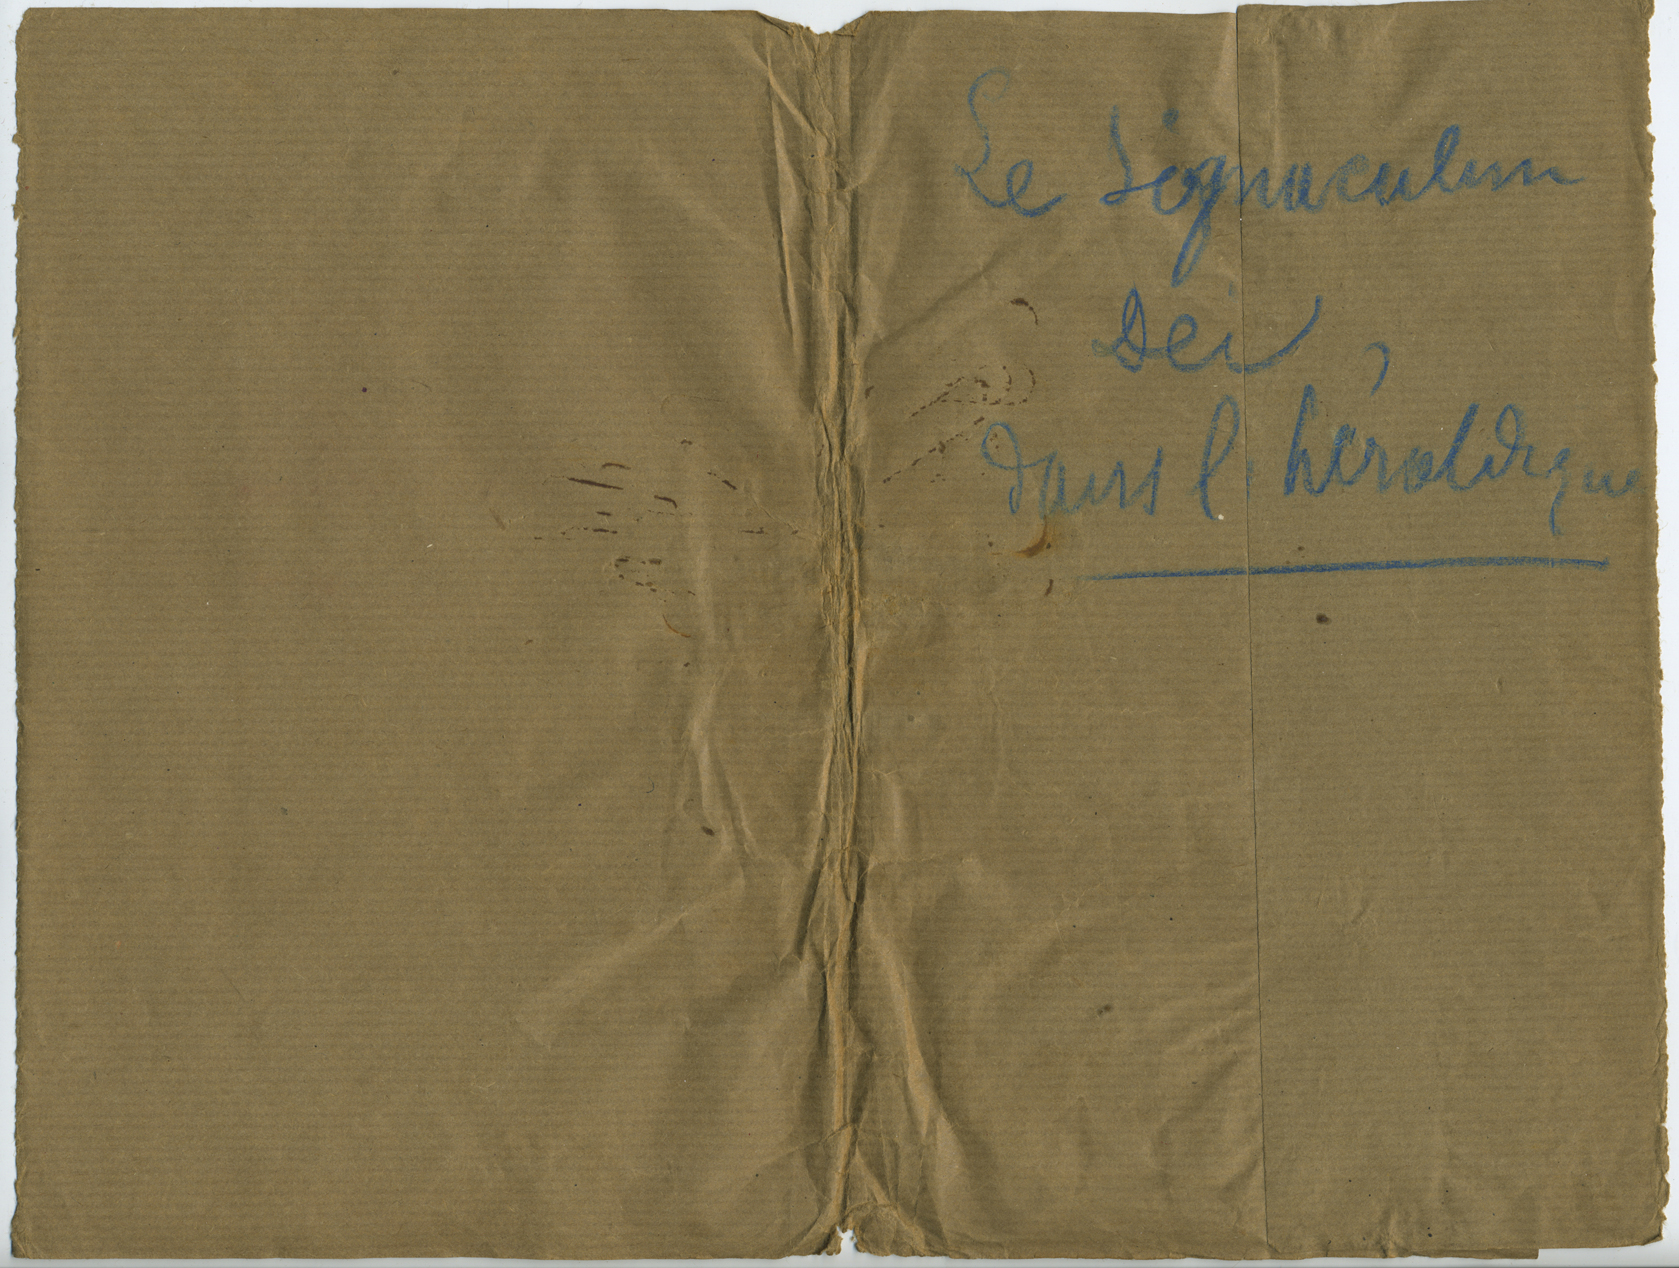 Le Signaculum
Dei
dans l'héraldique